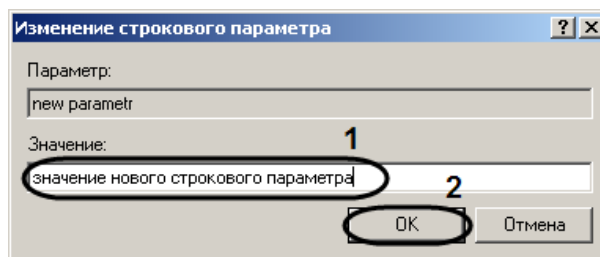 Изменение строкового параметра
Параметр:
new parametr
Значение:
1
значение нового строкового параметра
2
OK
Отмена